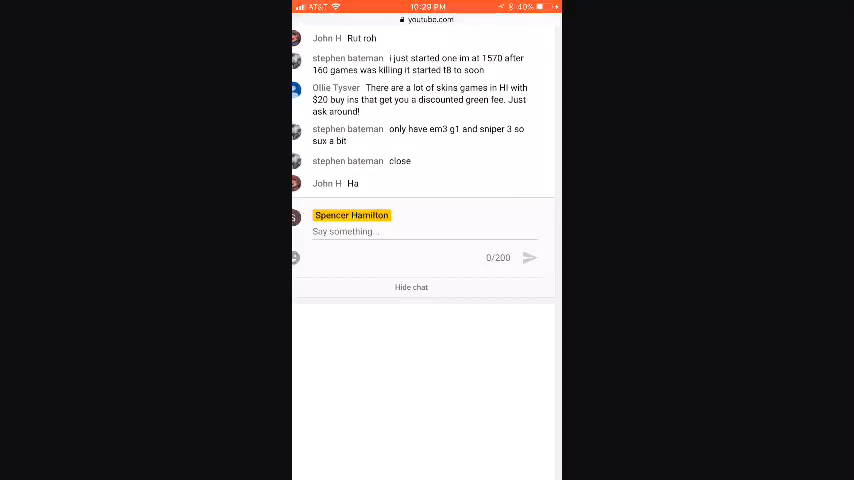 AT&T 10:29 PM 40%
youtube.com
John H Rut roh
stephen bateman i just started one im at 1570 after
160 games was killing it started t8 to soon
Ollie Tysver There are a lot of skins games in HI with
$20 buy ins that get you a discounted green fee. Just
ask around!
stephen bateman only have em3 g1 and sniper 3 so
sux a bit
stephen bateman close
John H Ha
S Spencer Hamilton
Say something...
0/200
Hide chat